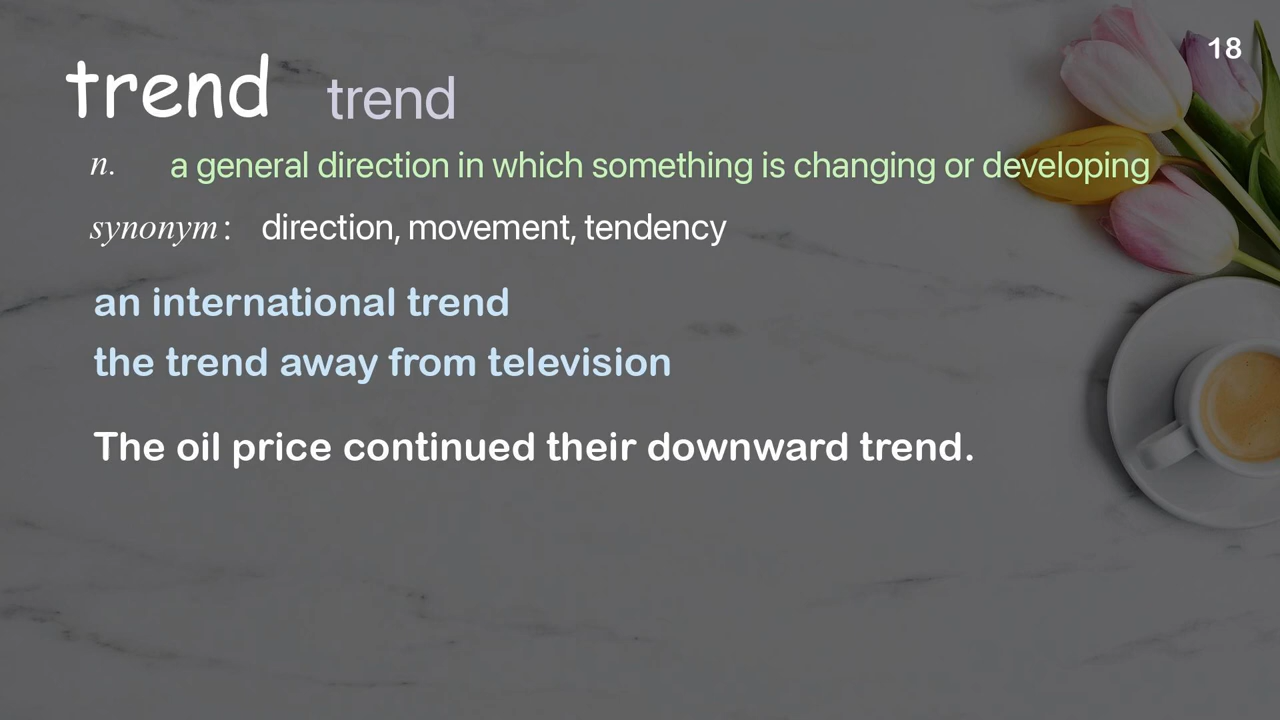 18
trend trend
n. a general direction in which something is changing or developing
synonym: direction, movement, tendency
an international trend
the trend away from television
The oil price continued their downward trend.